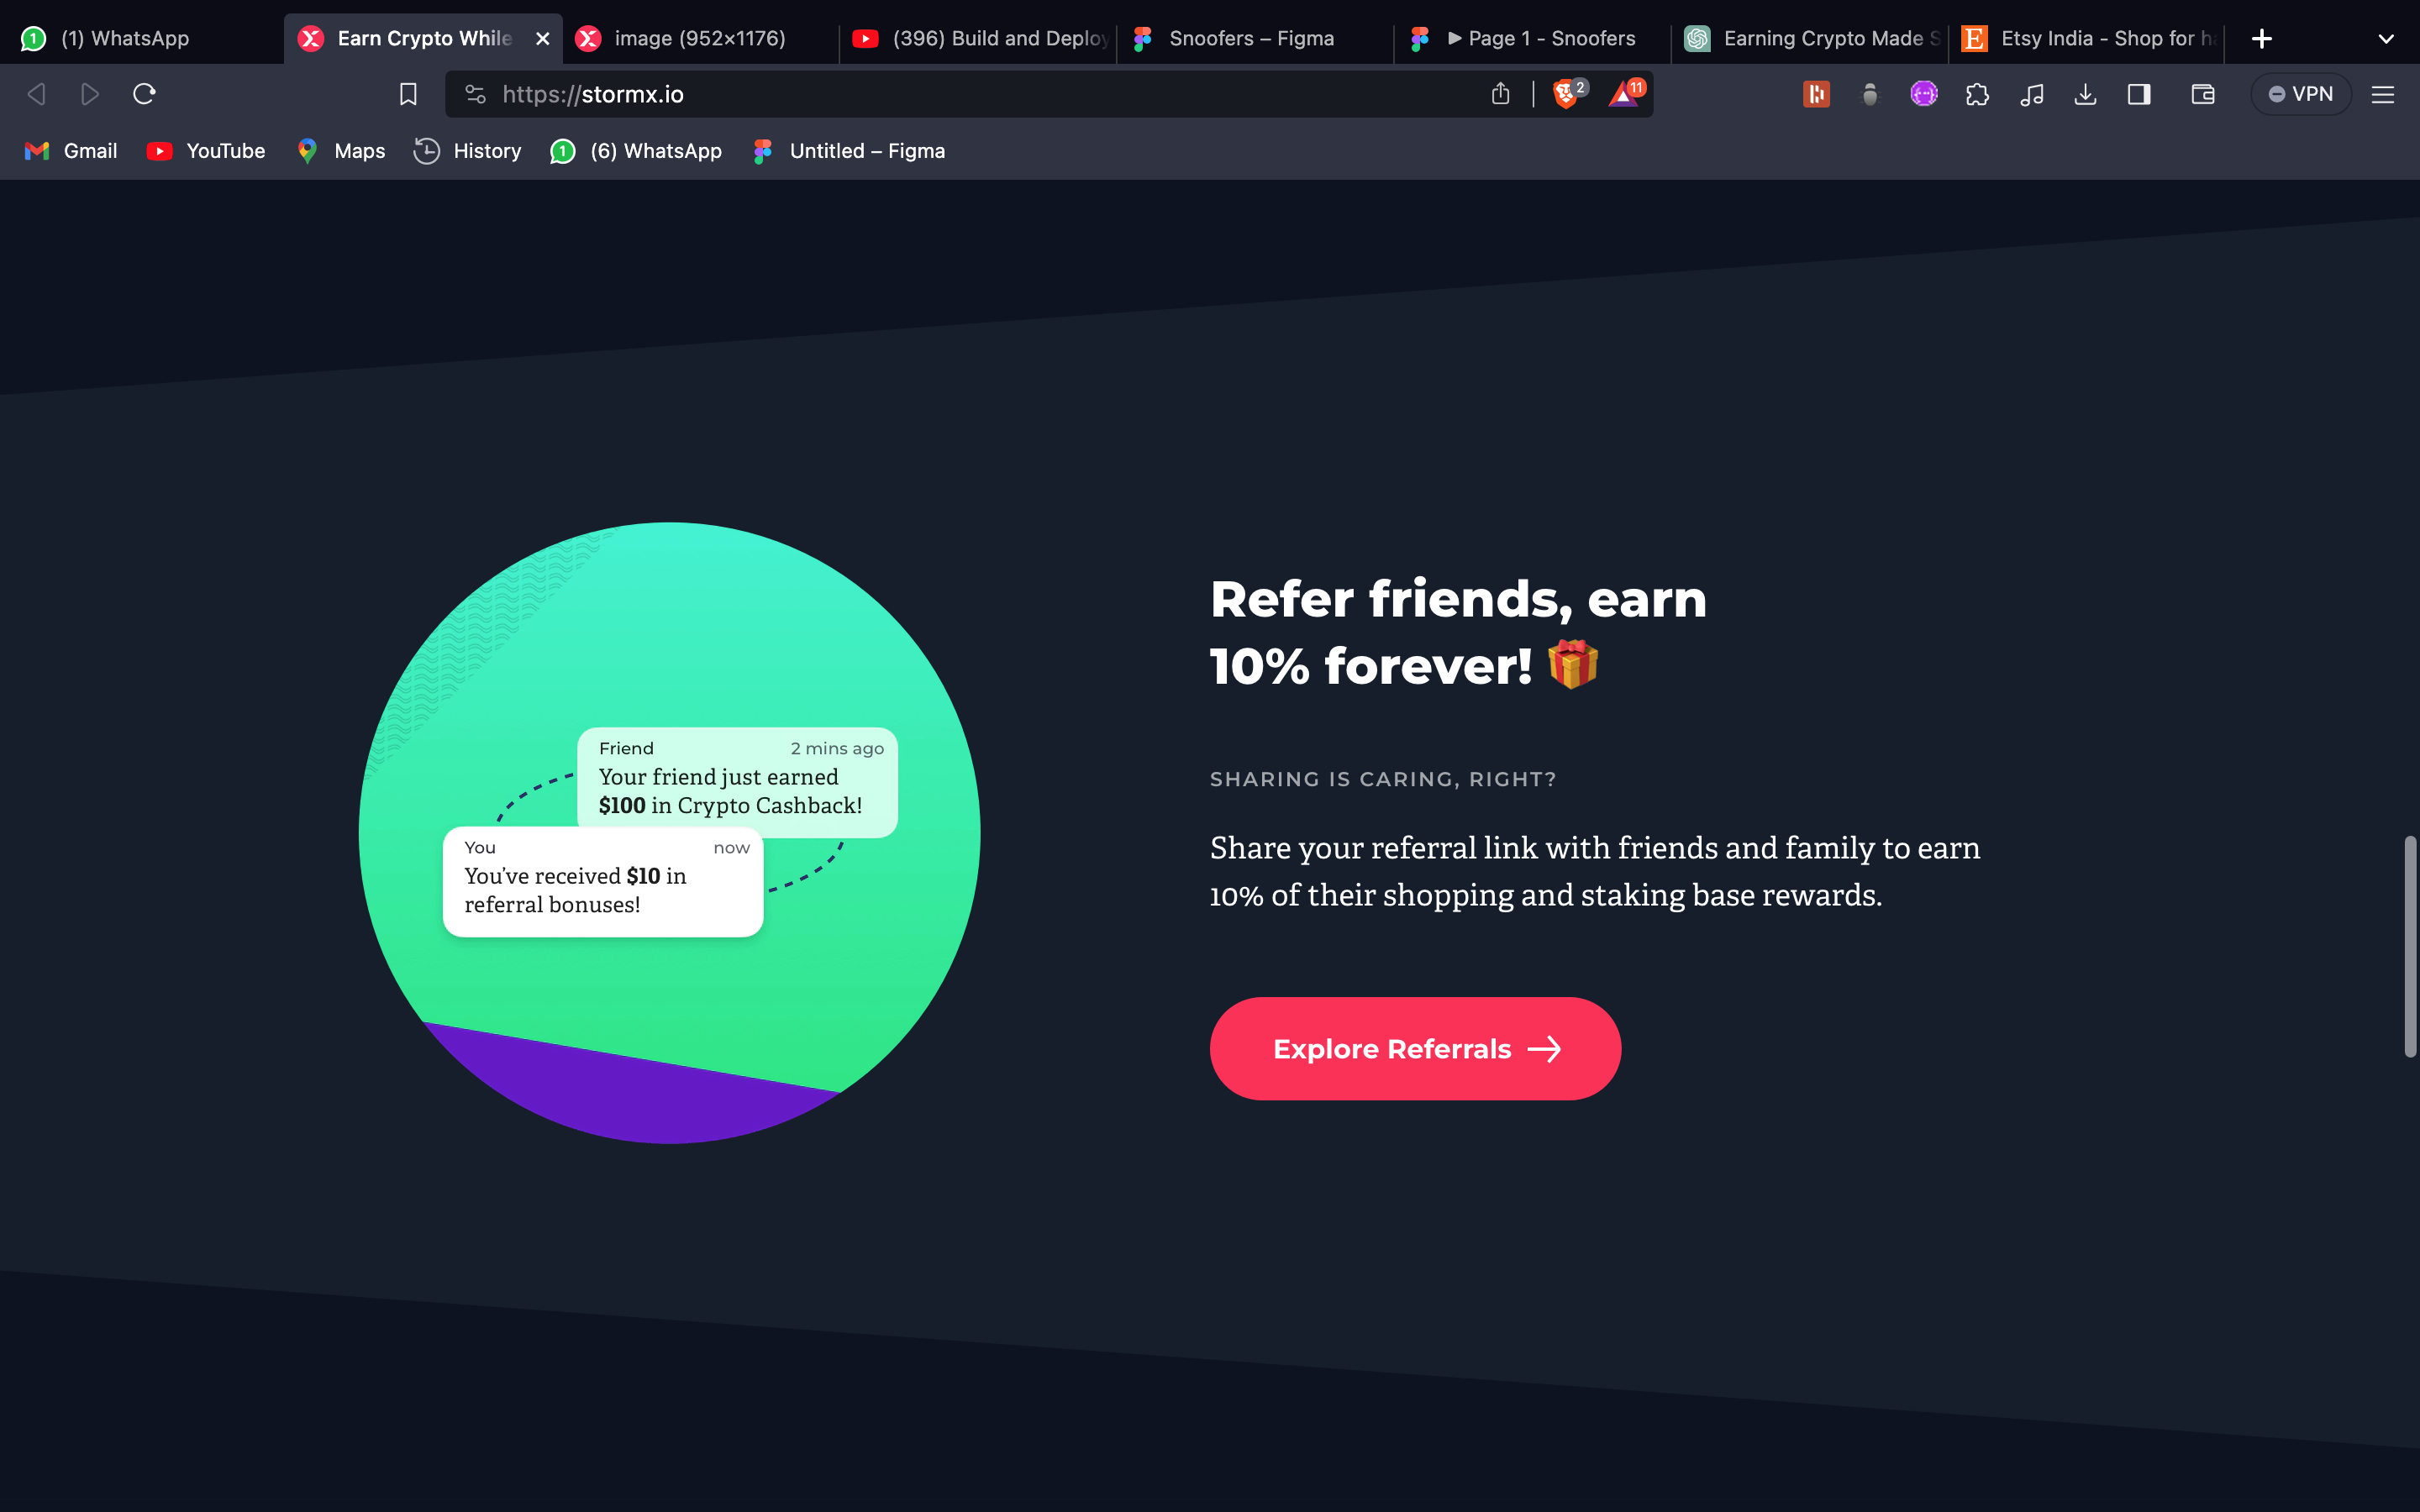 (1) WhatsApp
Earn Crypto While
image (952×1176)
(396) Build and Deploy
Snoofers – Figma
Page 1 - Snoofers
Earning Crypto Made S
Etsy India - Shop for ha
https://stormx.io
2
11
VPN
Gmail
YouTube
Maps
History
(6) WhatsApp
Untitled – Figma
Refer friends, earn
10% forever! 🎁
SHARING IS CARING, RIGHT?
Share your referral link with friends and family to earn
10% of their shopping and staking base rewards.
Explore Referrals →
Friend 2 mins ago
Your friend just earned
$100 in Crypto Cashback!
You now
You've received $10 in
referral bonuses!